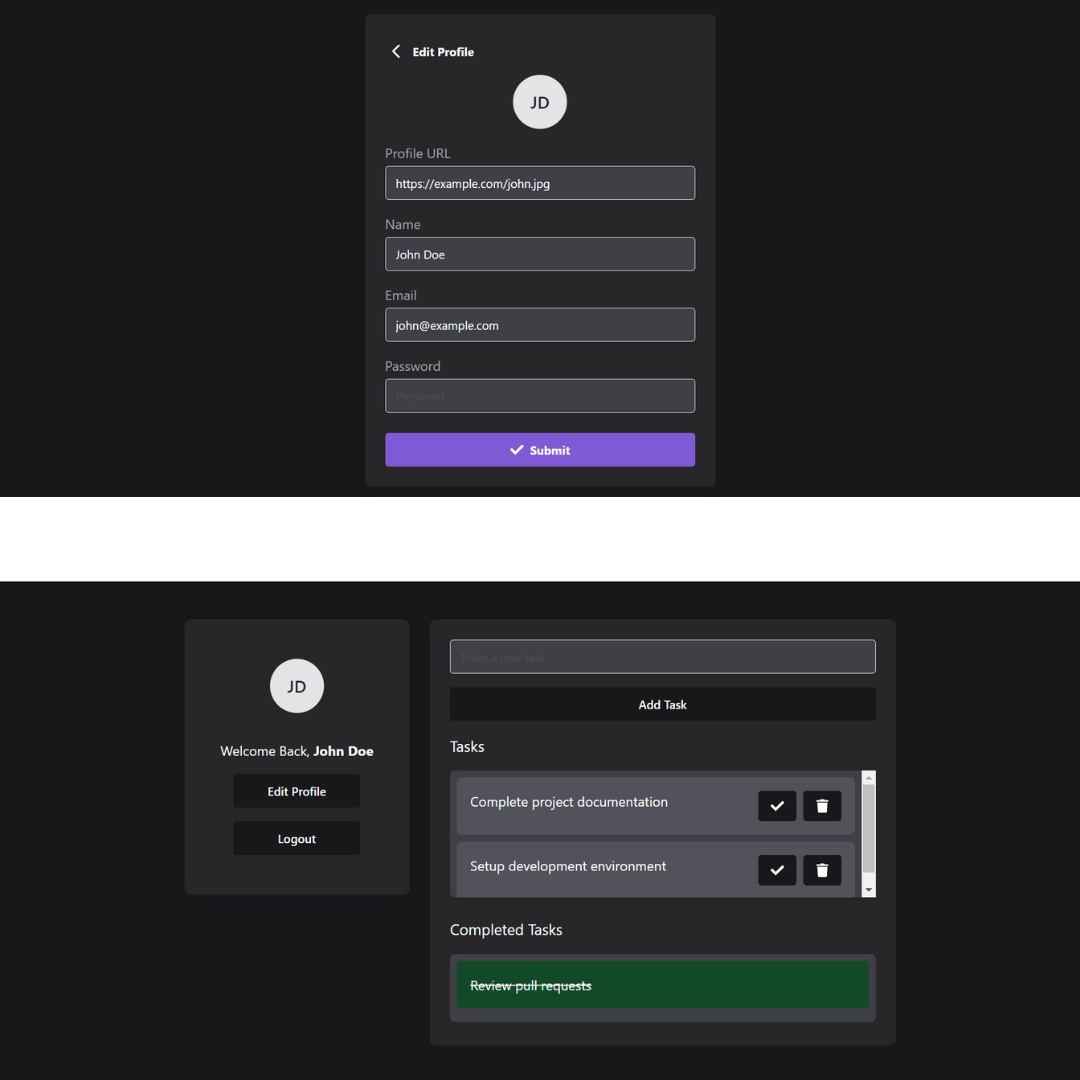 Edit Profile
JD
Profile URL
https://example.com/john.jpg
Name
John Doe
Email
john@example.com
Password
Password
Submit
JD
Welcome Back, John Doe
Edit Profile
Logout
Enter a new task
Add Task
Tasks
Complete project documentation
Setup development environment
Completed Tasks
Review pull requests